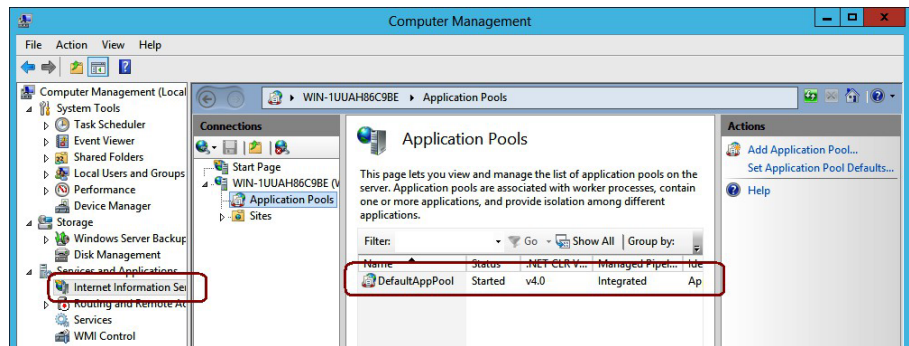 Computer Management
File Action View Help
Computer Management (Local
System Tools
Task Scheduler
Event Viewer
Shared Folders
Local Users and Groups
Performance
Device Manager
Storage
Windows Server Backup
Disk Management
Services and Applications
Internet Information Se
Routing and Remote Ac
Services
WMI Control
WIN-1UUAH86C9BE Application Pools
Connections
Start Page
WIN-1UUAH86C9BE (W
Application Pools
Sites
Application Pools
This page lets you view and manage the list of application pools on the
server. Application pools are associated with worker processes, contain
one or more applications, and provide isolation among different
applications.
Filter: Go Show All Group by:
Name Status .NET CLR V... Managed Pipel... Ide
DefaultAppPool Started v4.0 Integrated Ap
Actions
Add Application Pool...
Set Application Pool Defaults...
Help